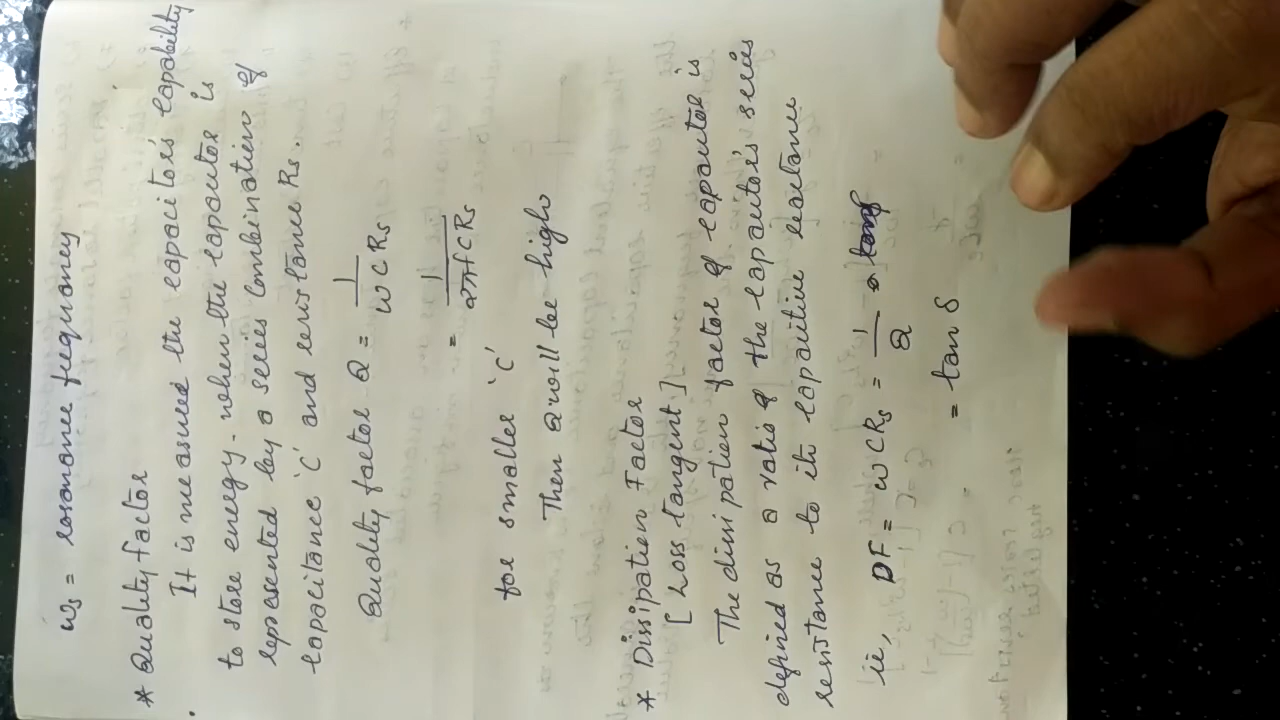 ωs = resonance frequency
* Quality factor
It is measured the capacitor's capability
to store energy. when the capacitor is
represented by a series combination of
capacitance 'C' and resistance Rs.
Quality factor Q = 1/ωCRs
= 1/2πfCRs
for smaller 'C'
Then Q will be high
* Dissipation Factor
[Loss tangent]
The dissipation factor of capacitor is
defined as a ratio of the capacitor's series
resistance to its capacitive reactance
ie, DF = ωCRs = 1/Q
= tan δ